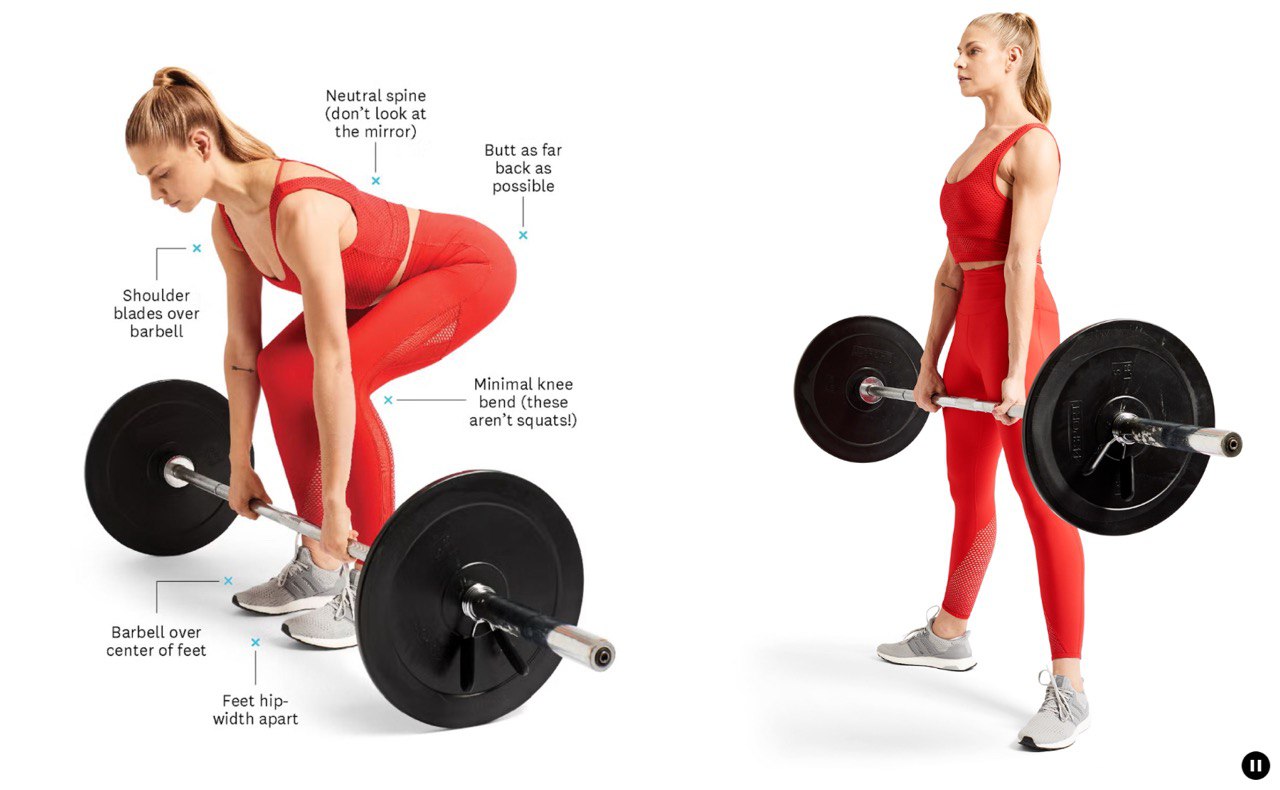 Neutral spine
(don't look at
the mirror)
Butt as far
back as
possible
Shoulder
blades over
barbell
Minimal knee
bend (these
aren't squats!)
Barbell over
center of feet
Feet hip-
width apart